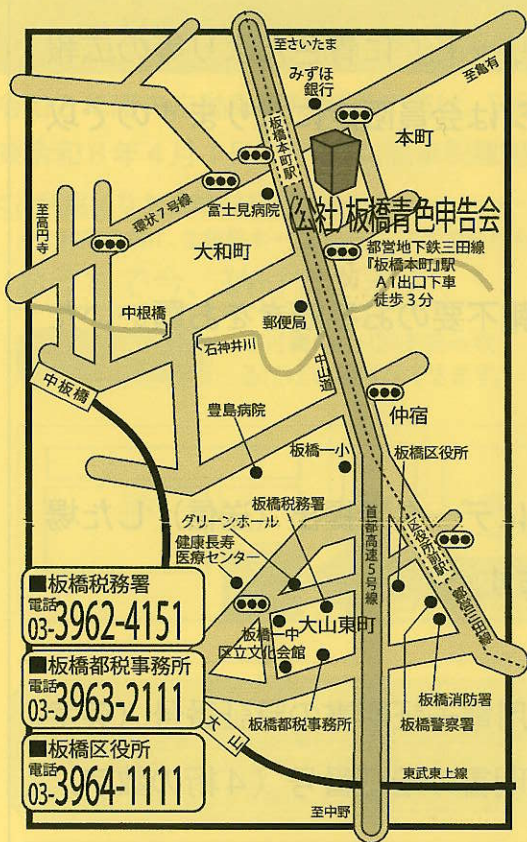 至さいたま
みずほ
銀行
至亀有
本町
板橋本町駅
富士見病院
環状7号線
至高円寺
(公社)板橋青色申告会
大和町
都営地下鉄三田線
『板橋本町』駅
A1出口下車
徒歩3分
中根橋
郵便局
石神井川
中山道
中板橋
仲宿
豊島病院
板橋一小
板橋区役所
板橋税務署
グリーンホール
健康長寿
医療センター
首都高速5号線
区役所前駅
都営三田線
大山東町
板橋一中
区立文化会館
板橋都税事務所
板橋消防署
板橋警察署
大山
東武東上線
至中野
■板橋税務署
電話
03-3962-4151
■板橋都税事務所
電話
03-3963-2111
■板橋区役所
電話
03-3964-1111